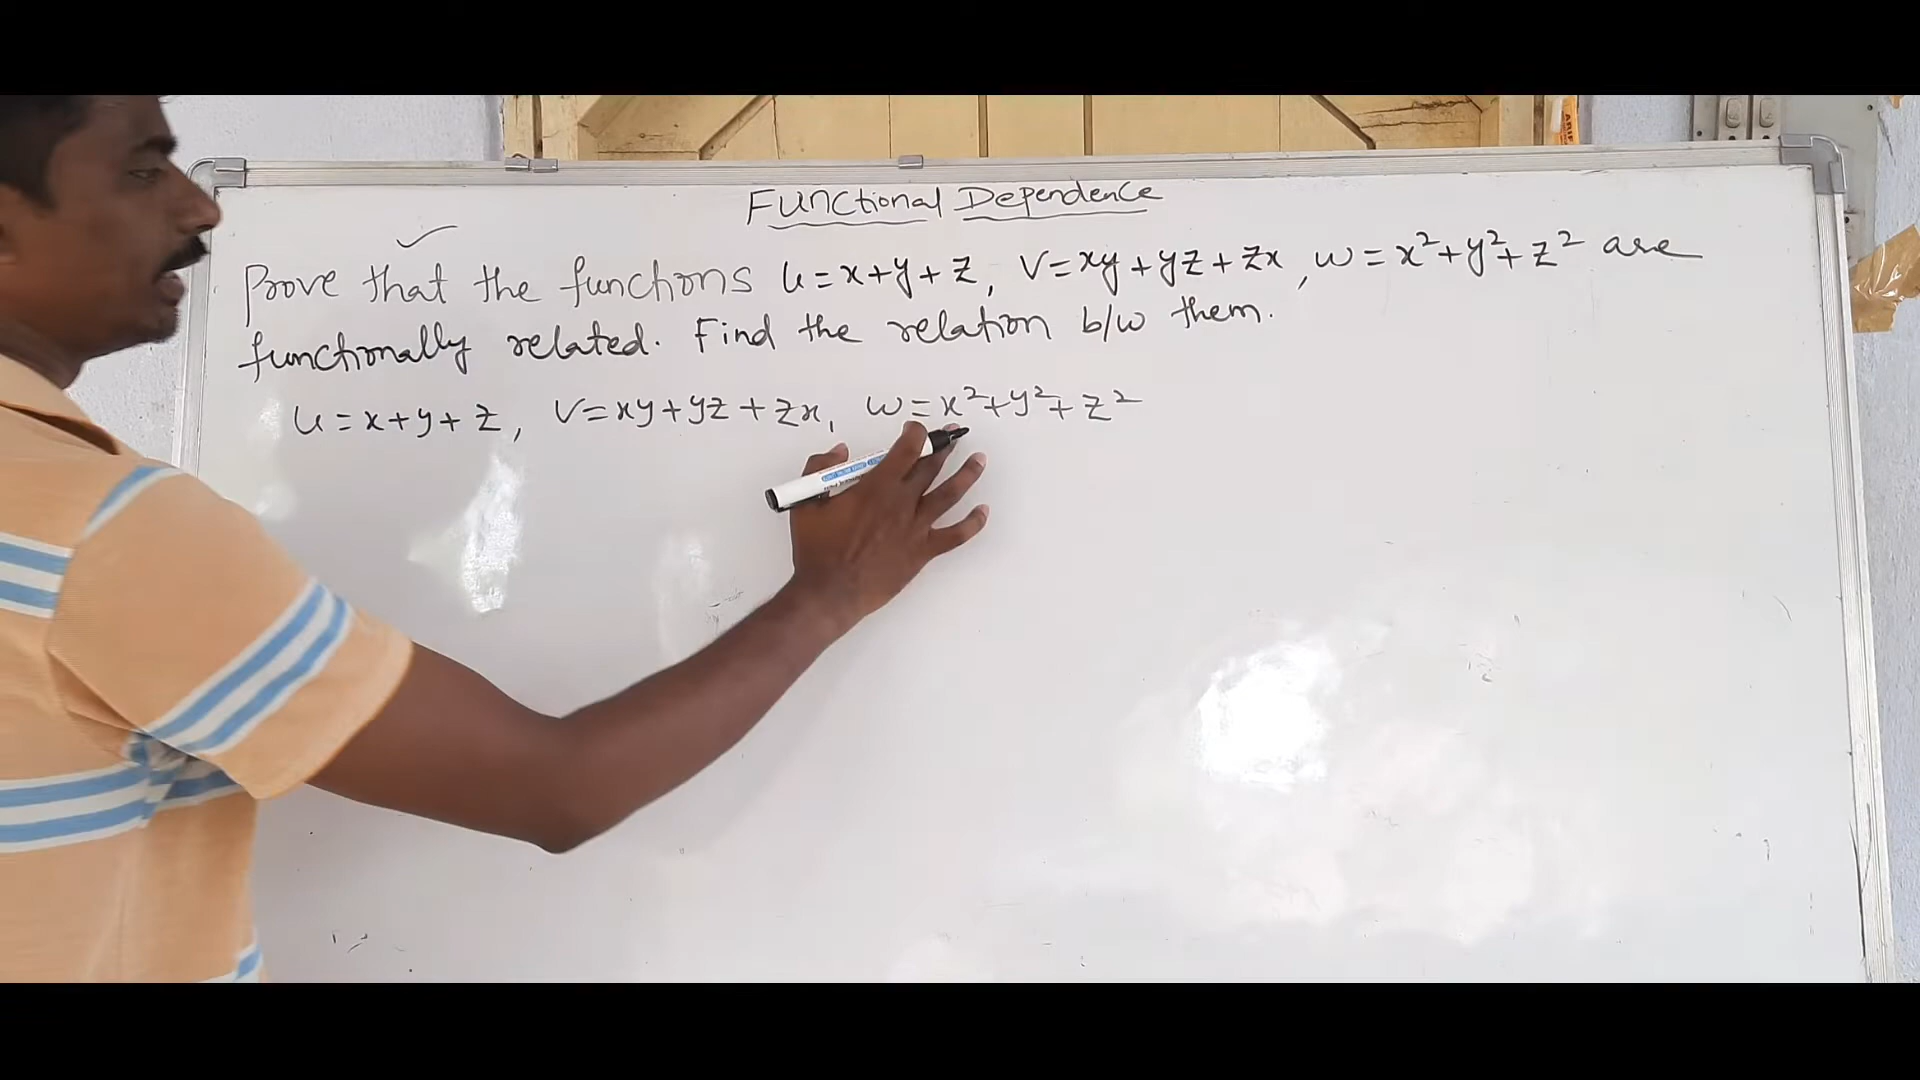 Functional Dependence
Prove that the functions u = x+y+z, v = xy+yz+zx, w = x²+y²+z² are
functionally related. Find the relation b/w them.
u = x+y+z, v = xy+yz+zx, w = x²+y²+z²